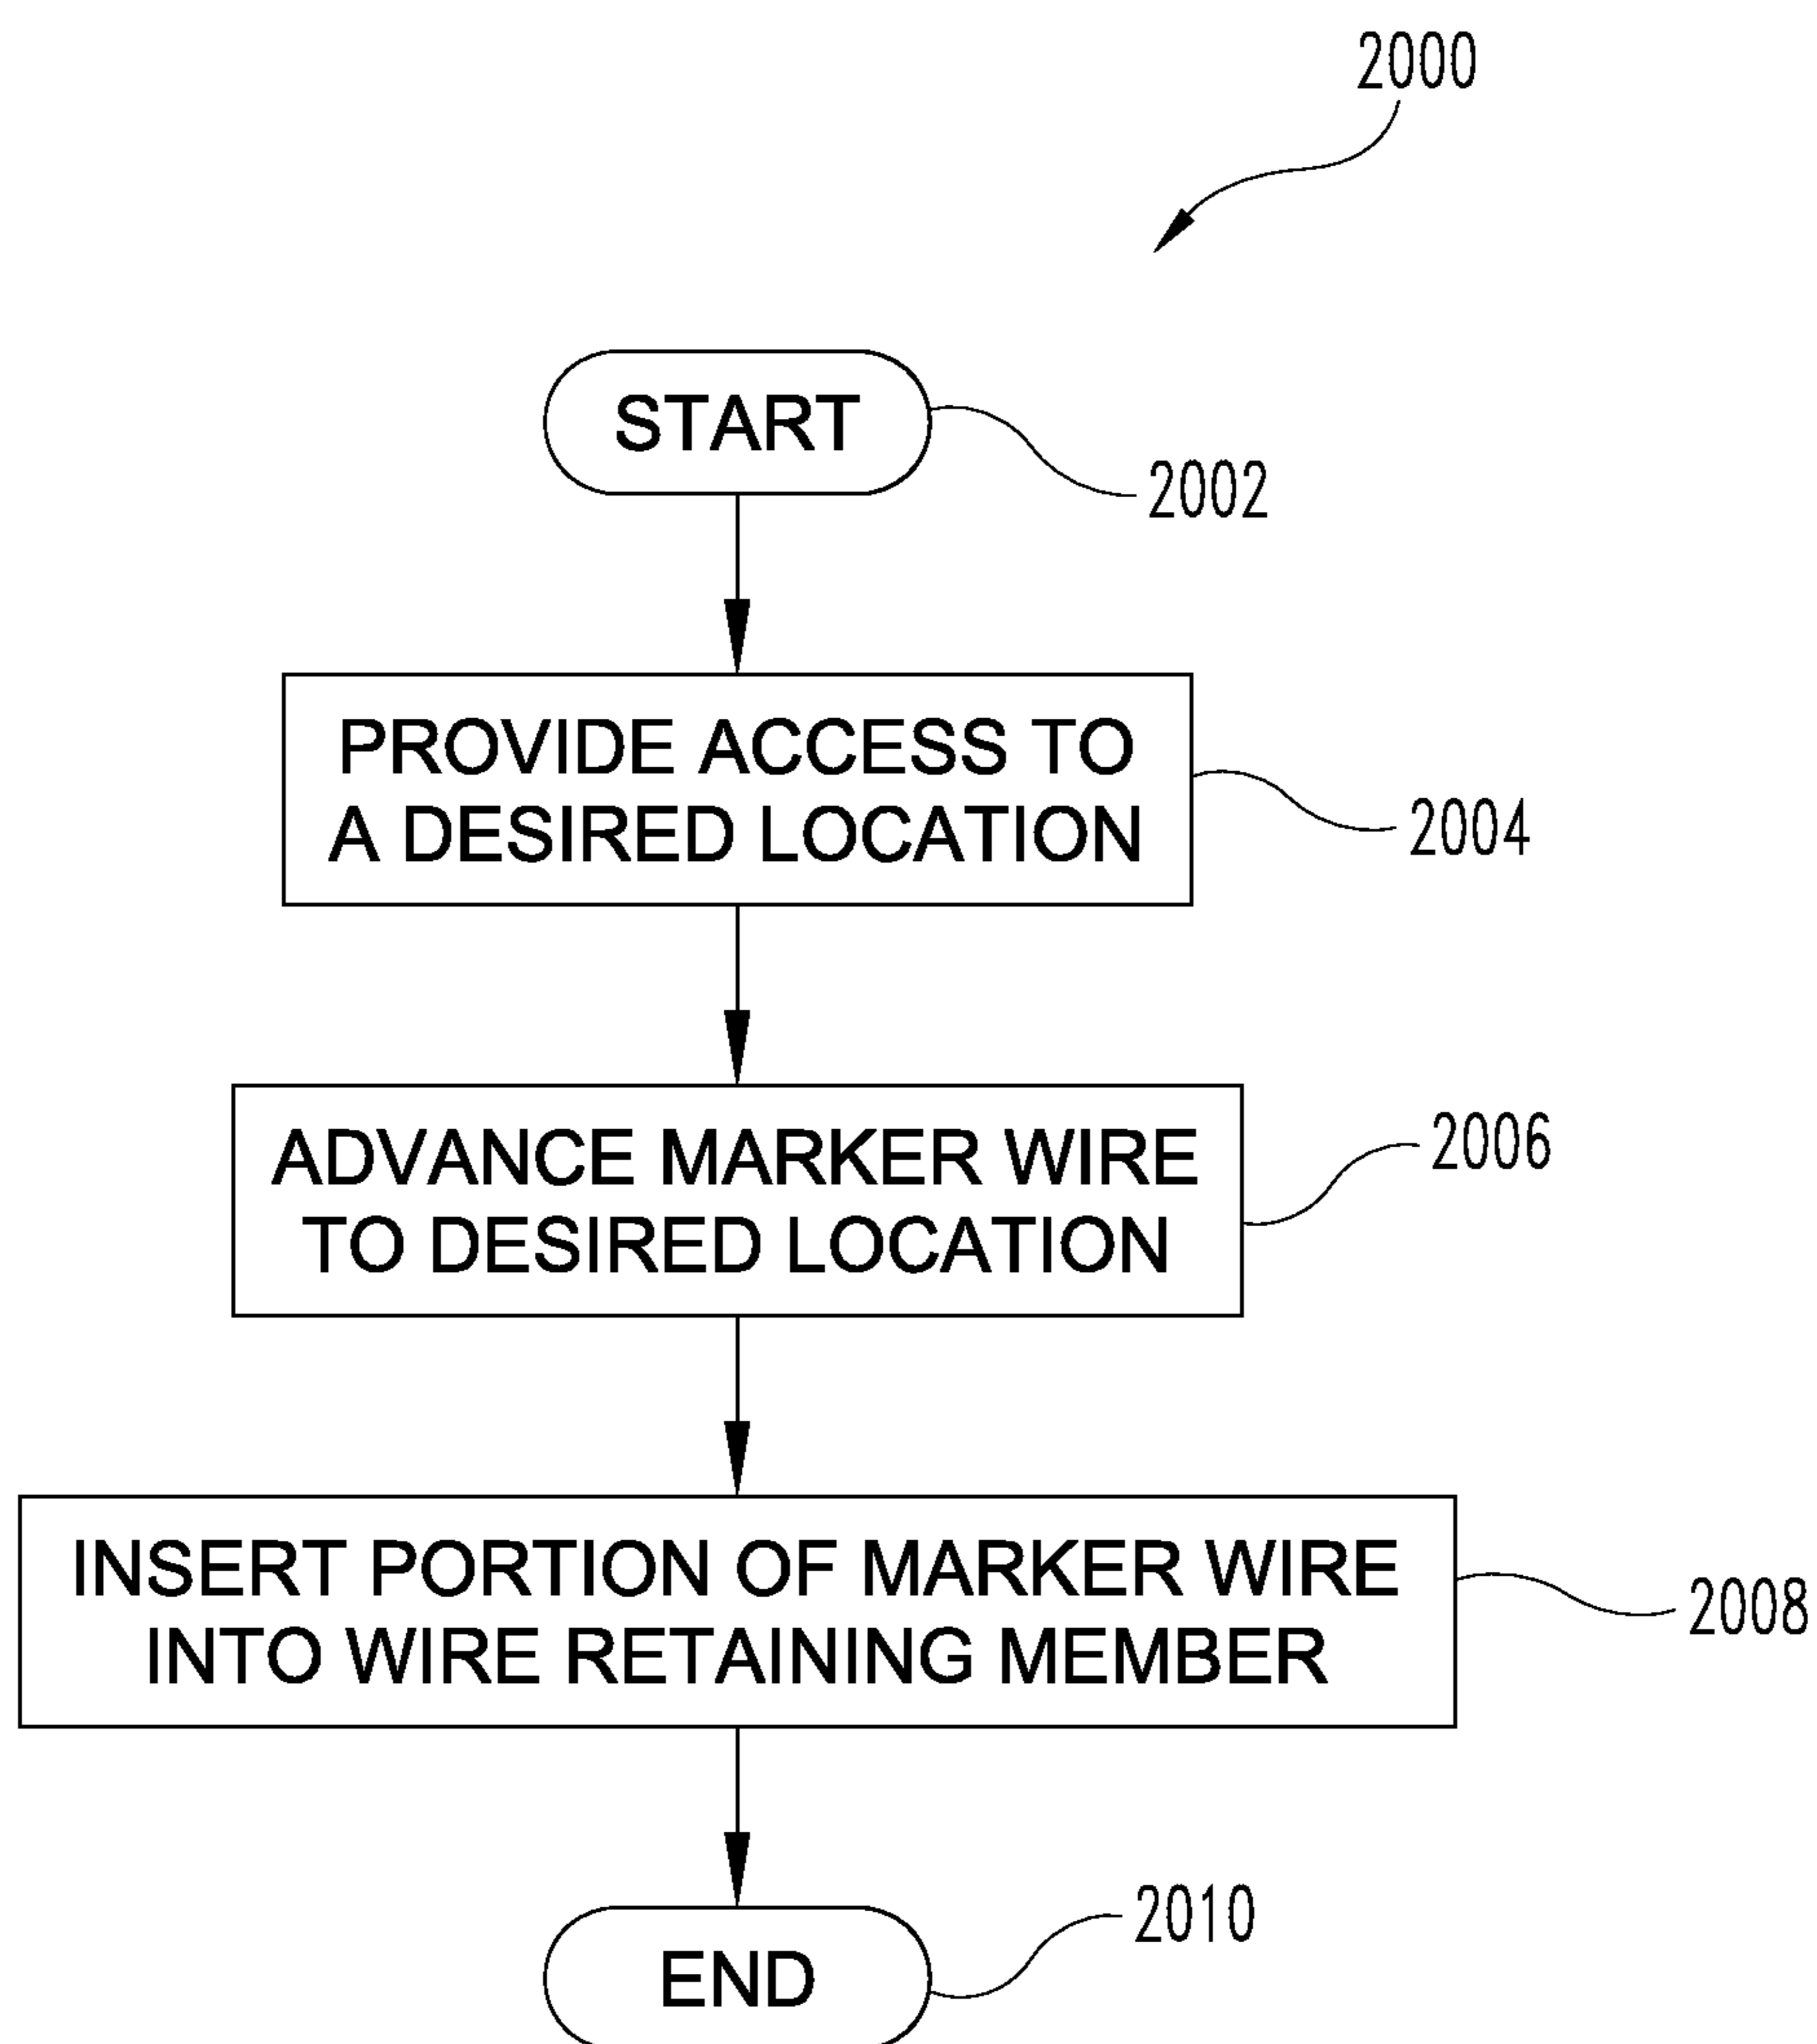 2000
START
2002
PROVIDE ACCESS TO
A DESIRED LOCATION
2004
ADVANCE MARKER WIRE
TO DESIRED LOCATION
2006
INSERT PORTION OF MARKER WIRE
INTO WIRE RETAINING MEMBER
2008
END
2010